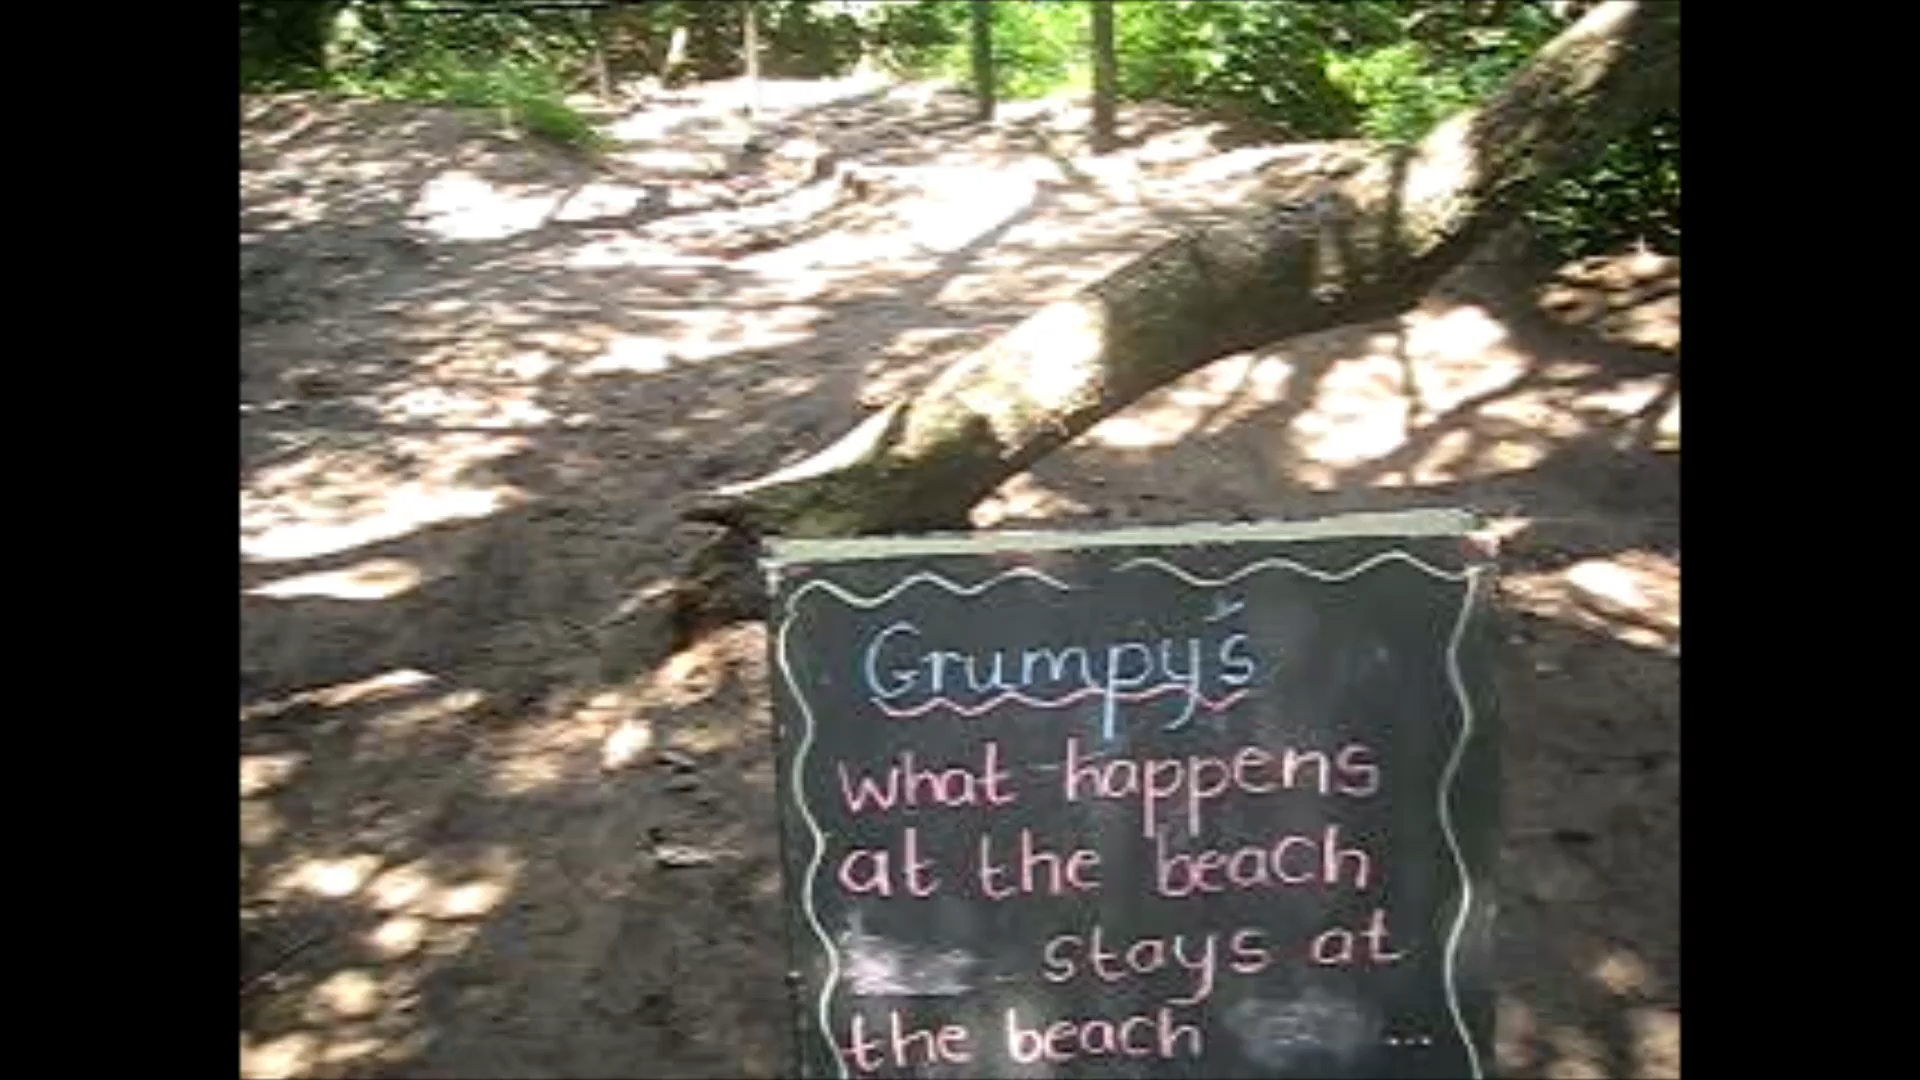 Grumpy's
what happens
at the beach
stays at
the beach ...